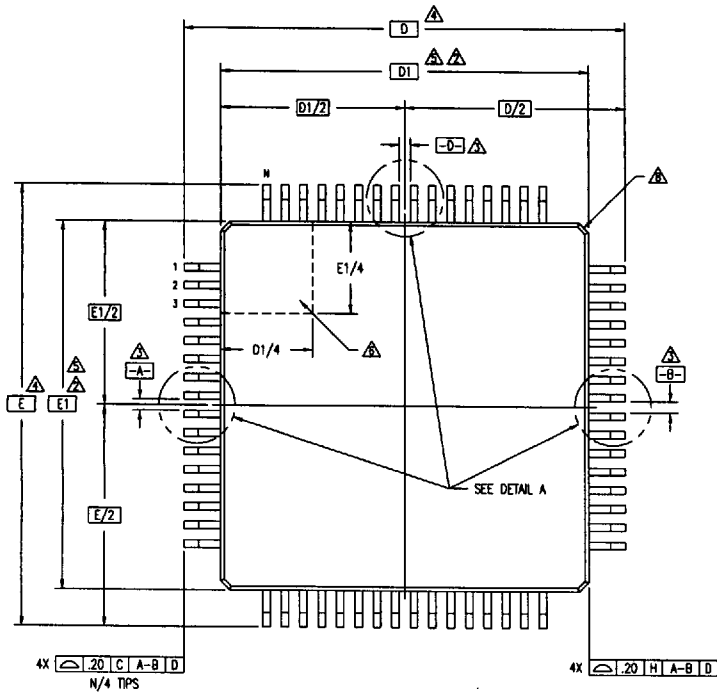 D 4
D1 5 2
D1/2 D/2
-D- 3
N
8
1
2
3
E1/4
E1/2
D1/4 6
3
-A-
3
-B-
4
E
5
2
E1
SEE DETAIL A
E/2
4X .20 C A-B D
N/4 TIPS
4X .20 H A-B D